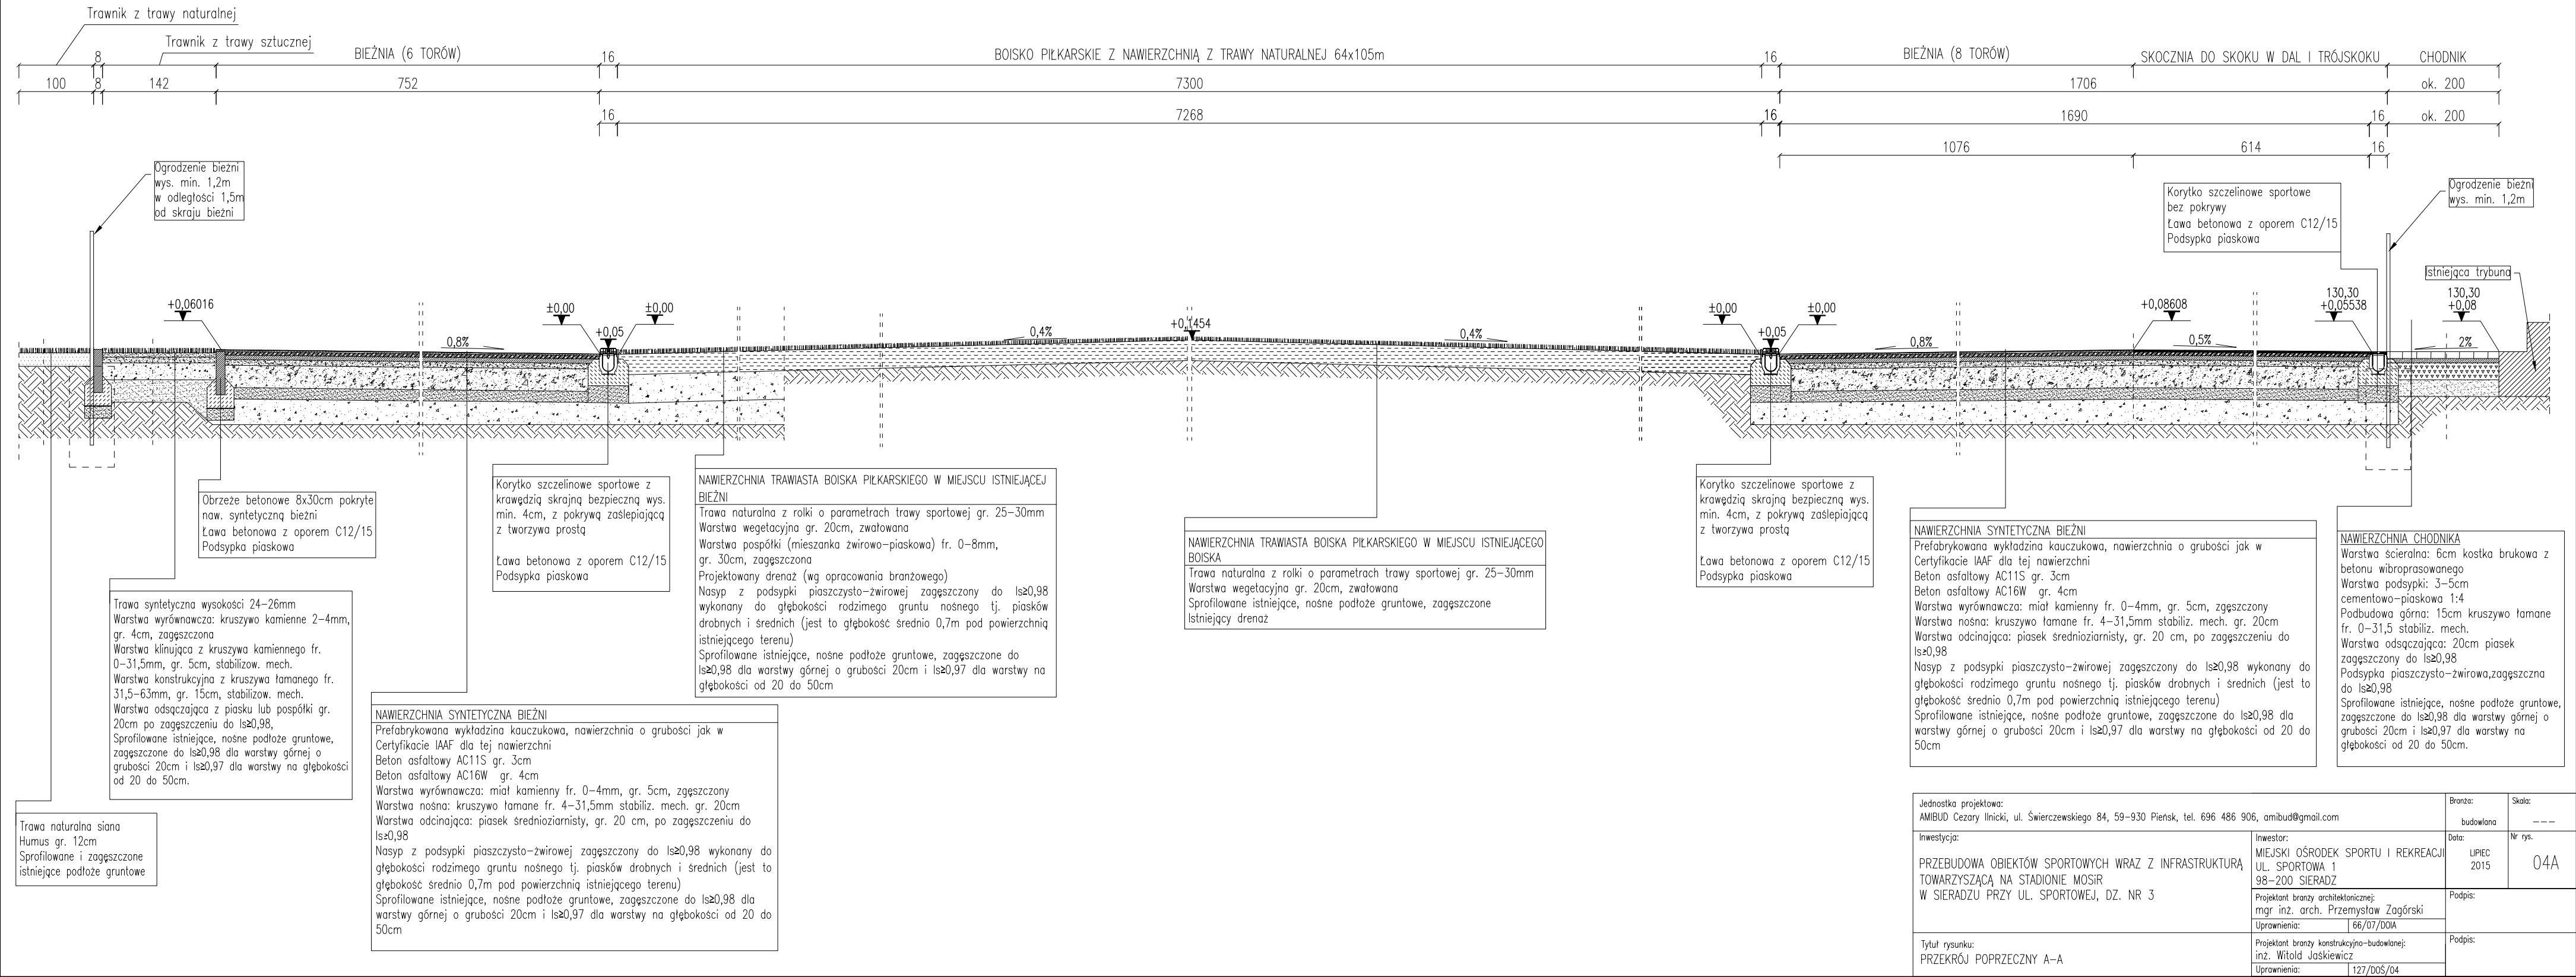 Trawnik z trawy naturalnej
Trawnik z trawy sztucznej
8
BIEŻNIA (6 TORÓW)
16
BOISKO PIŁKARSKIE Z NAWIERZCHNIĄ Z TRAWY NATURALNEJ 64x105m
16
BIEŻNIA (8 TORÓW)
SKOCZNIA DO SKOKU W DAL I TRÓJSKOKU
CHODNIK
100
8
142
752
7300
1706
ok. 200
16
7268
16
1690
16
ok. 200
1076
614
16
Ogrodzenie bieżni
wys. min. 1,2m
w odległości 1,5m
od skraju bieżni
Korytko szczelinowe sportowe
bez pokrywy
Ława betonowa z oporem C12/15
Podsypka piaskowa
Ogrodzenie bieżni
wys. min. 1,2m
Istniejąca trybuna
+0,06016
±0,00
±0,00
+0,05
0,8%
0,4%
+0,1454
0,4%
±0,00
±0,00
+0,05
0,8%
+0,08608
0,5%
130,30
+0,05538
130,30
+0,08
2%
Obrzeże betonowe 8x30cm pokryte
naw. syntetyczną bieżni
Ława betonowa z oporem C12/15
Podsypka piaskowa
Korytko szczelinowe sportowe z
krawędzią skrajną bezpieczną wys.
min. 4cm, z pokrywą zaślepiającą
z tworzywa prostą
Ława betonowa z oporem C12/15
Podsypka piaskowa
NAWIERZCHNIA TRAWIASTA BOISKA PIŁKARSKIEGO W MIEJSCU ISTNIEJĄCEJ
BIEŻNI
Trawa naturalna z rolki o parametrach trawy sportowej gr. 25-30mm
Warstwa wegetacyjna gr. 20cm, zwałowana
Warstwa pospółki (mieszanka żwirowo-piaskowa) fr. 0-8mm,
gr. 30cm, zagęszczona
Projektowany drenaż (wg opracowania branżowego)
Nasyp z podsypki piaszczysto-żwirowej zagęszczony do Is≥0,98
wykonany do głębokości rodzimego gruntu nośnego tj. piasków
drobnych i średnich (jest to głębokość średnio 0,7m pod powierzchnią
istniejącego terenu)
Sprofilowane istniejące, nośne podłoże gruntowe, zagęszczone do
Is≥0,98 dla warstwy górnej o grubości 20cm i Is≥0,97 dla warstwy na
głębokości od 20 do 50cm
NAWIERZCHNIA TRAWIASTA BOISKA PIŁKARSKIEGO W MIEJSCU ISTNIEJĄCEGO
BOISKA
Trawa naturalna z rolki o parametrach trawy sportowej gr. 25-30mm
Warstwa wegetacyjna gr. 20cm, zwałowana
Sprofilowane istniejące, nośne podłoże gruntowe, zagęszczone
Istniejący drenaż
Korytko szczelinowe sportowe z
krawędzią skrajną bezpieczną wys.
min. 4cm, z pokrywą zaślepiającą
z tworzywa prostą
Ława betonowa z oporem C12/15
Podsypka piaskowa
NAWIERZCHNIA SYNTETYCZNA BIEŻNI
Prefabrykowana wykładzina kauczukowa, nawierzchnia o grubości jak w
Certyfikacie IAAF dla tej nawierzchni
Beton asfaltowy AC11S gr. 3cm
Beton asfaltowy AC16W gr. 4cm
Warstwa wyrównawcza: miał kamienny fr. 0-4mm, gr. 5cm, zgęszczony
Warstwa nośna: kruszywo łamane fr. 4-31,5mm stabiliz. mech. gr. 20cm
Warstwa odcinająca: piasek średnioziarnisty, gr. 20 cm, po zagęszczeniu do
Is≥0,98
Nasyp z podsypki piaszczysto-żwirowej zagęszczony do Is≥0,98 wykonany do
głębokości rodzimego gruntu nośnego tj. piasków drobnych i średnich (jest to
głębokość średnio 0,7m pod powierzchnią istniejącego terenu)
Sprofilowane istniejące, nośne podłoże gruntowe, zagęszczone do Is≥0,98 dla
warstwy górnej o grubości 20cm i Is≥0,97 dla warstwy na głębokości od 20 do
50cm
NAWIERZCHNIA CHODNIKA
Warstwa ścieralna: 6cm kostka brukowa z
betonu wibroprasowanego
Warstwa podsypki: 3-5cm
cementowo-piaskowa 1:4
Podbudowa górna: 15cm kruszywo łamane
fr. 0-31,5 stabiliz. mech.
Warstwa odsączająca: 20cm piasek
zagęszczony do Is≥0,98
Podsypka piaszczysto-żwirowa,zagęszczna
do Is≥0,98
Sprofilowane istniejące, nośne podłoże gruntowe,
zagęszczone do Is≥0,98 dla warstwy górnej o
grubości 20cm i Is≥0,97 dla warstwy na
głębokości od 20 do 50cm.
Trawa syntetyczna wysokości 24-26mm
Warstwa wyrównawcza: kruszywo kamienne 2-4mm,
gr. 4cm, zagęszczona
Warstwa klinująca z kruszywa kamiennego fr.
0-31,5mm, gr. 5cm, stabilizow. mech.
Warstwa konstrukcyjna z kruszywa łamanego fr.
31,5-63mm, gr. 15cm, stabilizow. mech.
Warstwa odsączająca z piasku lub pospółki gr.
20cm po zagęszczeniu do Is≥0,98,
Sprofilowane istniejące, nośne podłoże gruntowe,
zagęszczone do Is≥0,98 dla warstwy górnej o
grubości 20cm i Is≥0,97 dla warstwy na głębokości
od 20 do 50cm.
NAWIERZCHNIA SYNTETYCZNA BIEŻNI
Prefabrykowana wykładzina kauczukowa, nawierzchnia o grubości jak w
Certyfikacie IAAF dla tej nawierzchni
Beton asfaltowy AC11S gr. 3cm
Beton asfaltowy AC16W gr. 4cm
Warstwa wyrównawcza: miał kamienny fr. 0-4mm, gr. 5cm, zgęszczony
Warstwa nośna: kruszywo łamane fr. 4-31,5mm stabiliz. mech. gr. 20cm
Warstwa odcinająca: piasek średnioziarnisty, gr. 20 cm, po zagęszczeniu do
Is≥0,98
Nasyp z podsypki piaszczysto-żwirowej zagęszczony do Is≥0,98 wykonany do
głębokości rodzimego gruntu nośnego tj. piasków drobnych i średnich (jest to
głębokość średnio 0,7m pod powierzchnią istniejącego terenu)
Sprofilowane istniejące, nośne podłoże gruntowe, zagęszczone do Is≥0,98 dla
warstwy górnej o grubości 20cm i Is≥0,97 dla warstwy na głębokości od 20 do
50cm
Trawa naturalna siana
Humus gr. 12cm
Sprofilowane i zagęszczone
istniejące podłoże gruntowe
Jednostka projektowa:
AMIBUD Cezary Ilnicki, ul. Świerczewskiego 84, 59-930 Pieńsk, tel. 696 486 906, amibud@gmail.com
Branża:
budowlana
Skala:
---
Inwestycja:
PRZEBUDOWA OBIEKTÓW SPORTOWYCH WRAZ Z INFRASTRUKTURĄ
TOWARZYSZĄCĄ NA STADIONIE MOSiR
W SIERADZU PRZY UL. SPORTOWEJ, DZ. NR 3
Inwestor:
MIEJSKI OŚRODEK SPORTU I REKREACJI
UL. SPORTOWA 1
98-200 SIERADZ
Data:
LIPIEC
2015
Nr rys.
04A
Projektant branży architektonicznej:
mgr inż. arch. Przemysław Zagórski
Uprawnienia:
66/07/DOIA
Podpis:
Tytuł rysunku:
PRZEKRÓJ POPRZECZNY A-A
Projektant branży konstrukcyjno-budowlanej:
inż. Witold Jaśkiewicz
Uprawnienia:
127/DOŚ/04
Podpis: